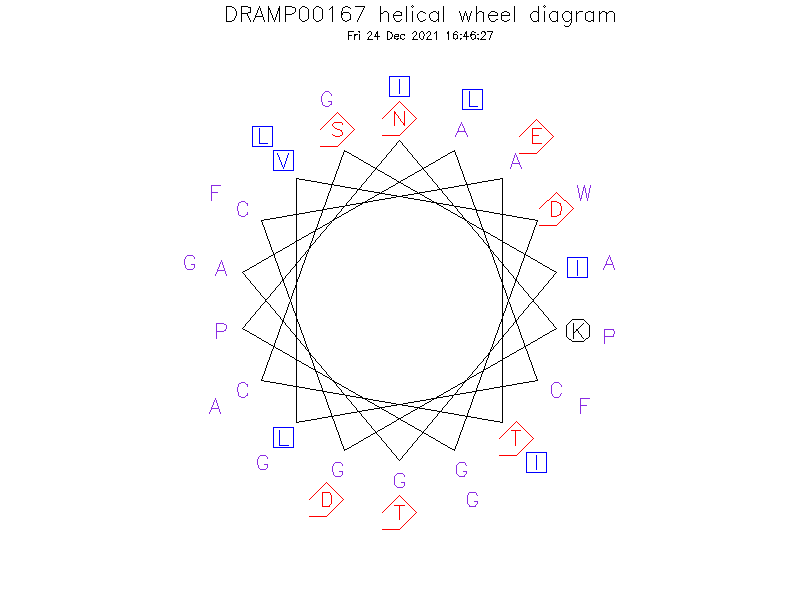 DRAMP00167 helical wheel diagram
Fri 24 Dec 2021 16:46:27
I
G L
N
S A
L E
V A
F W
C D
G A
A I
P K P
C C
A F
L T
G I
G G
G
D G
T